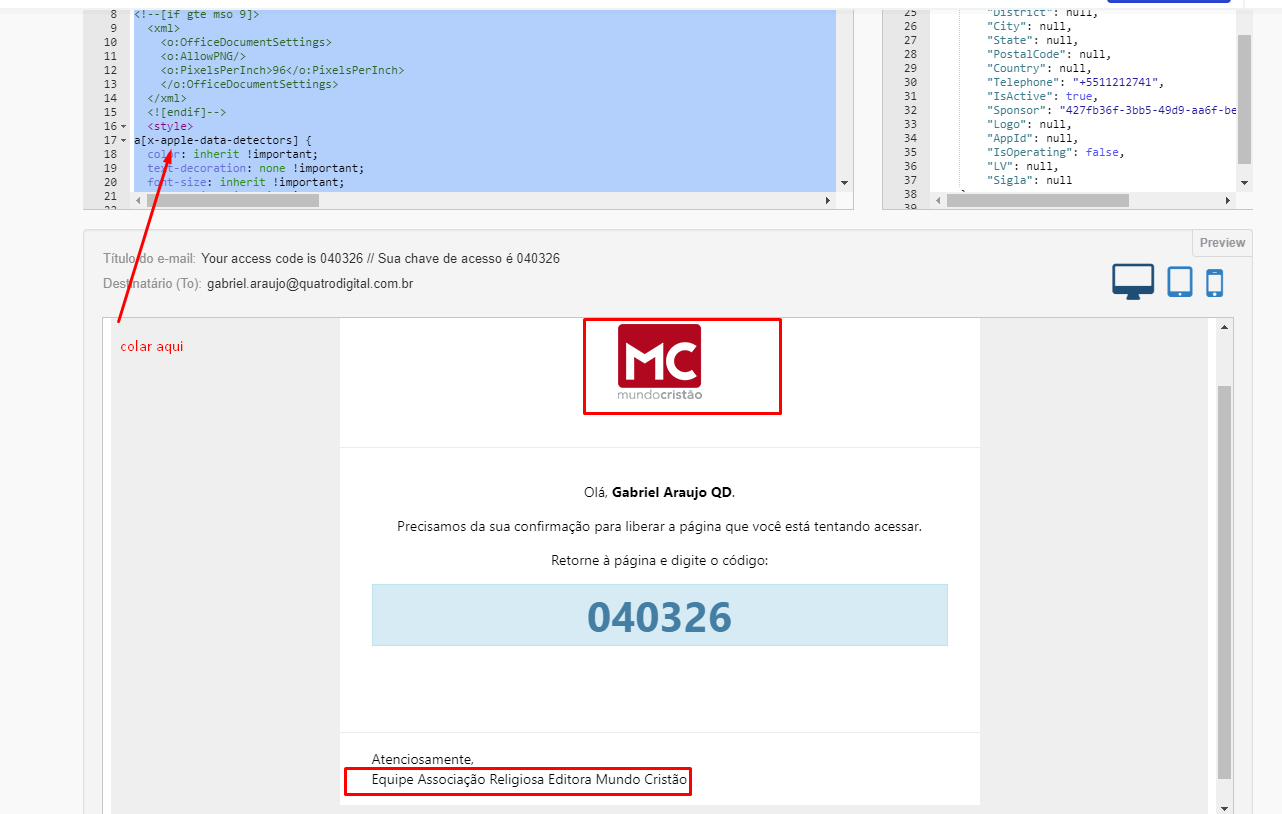 8 <!--[if gte mso 9]>
9 <xml>
10 <o:OfficeDocumentSettings>
11 <o:AllowPNG/>
12 <o:PixelsPerInch>96</o:PixelsPerInch>
13 </o:OfficeDocumentSettings>
14 </xml>
15 <![endif]-->
16 <style>
17 a[x-apple-data-detectors] {
18 color: inherit !important;
19 text-decoration: none !important;
20 font-size: inherit !important;
21
25 "District": null,
26 "City": null,
27 "State": null,
28 "PostalCode": null,
29 "Country": null,
30 "Telephone": "+5511212741",
31 "IsActive": true,
32 "Sponsor": "427fb36f-3bb5-49d9-aa6f-be
33 "Logo": null,
34 "AppId": null,
35 "IsOperating": false,
36 "LV": null,
37 "Sigla": null
38
39
Preview
Título do e-mail: Your access code is 040326 // Sua chave de acesso é 040326
Destinatário (To): gabriel.araujo@quatrodigital.com.br
colar aqui
MC
mundocristão
Olá, Gabriel Araujo QD.
Precisamos da sua confirmação para liberar a página que você está tentando acessar.
Retorne à página e digite o código:
040326
Atenciosamente,
Equipe Associação Religiosa Editora Mundo Cristão